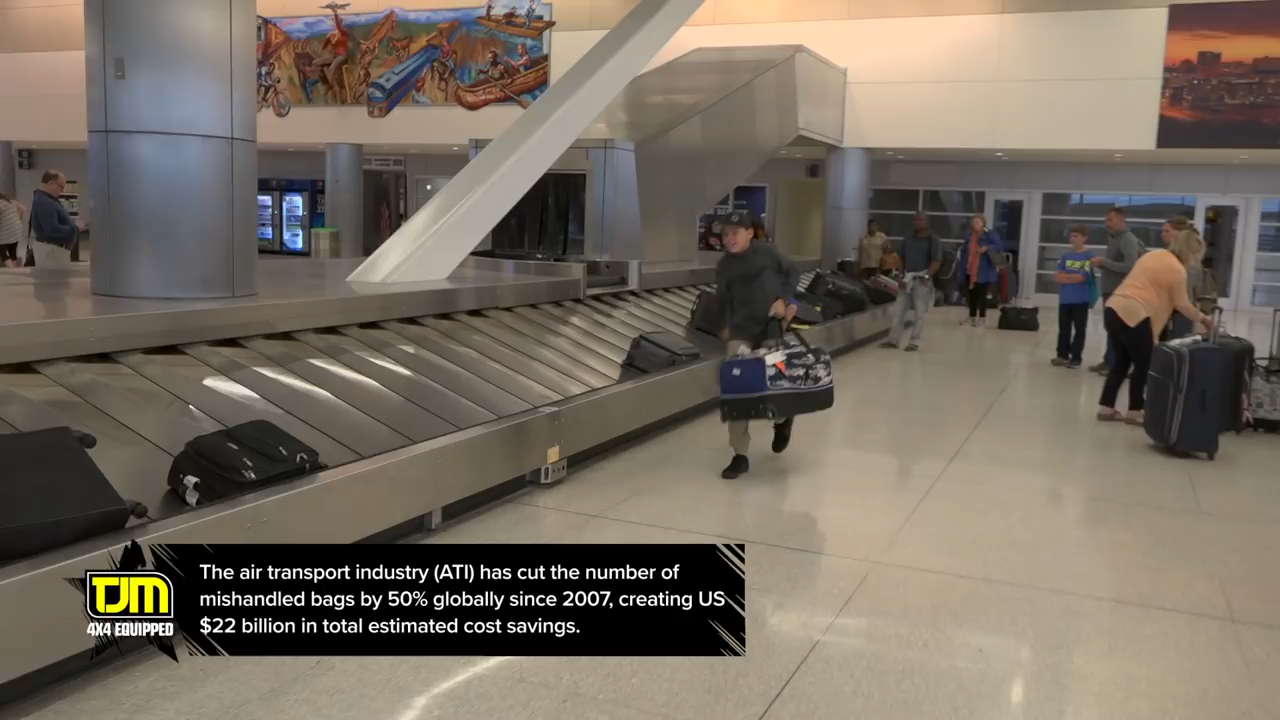 The air transport industry (ATI) has cut the number of
mishandled bags by 50% globally since 2007, creating US
$22 billion in total estimated cost savings.
TJM
4X4 EQUIPPED